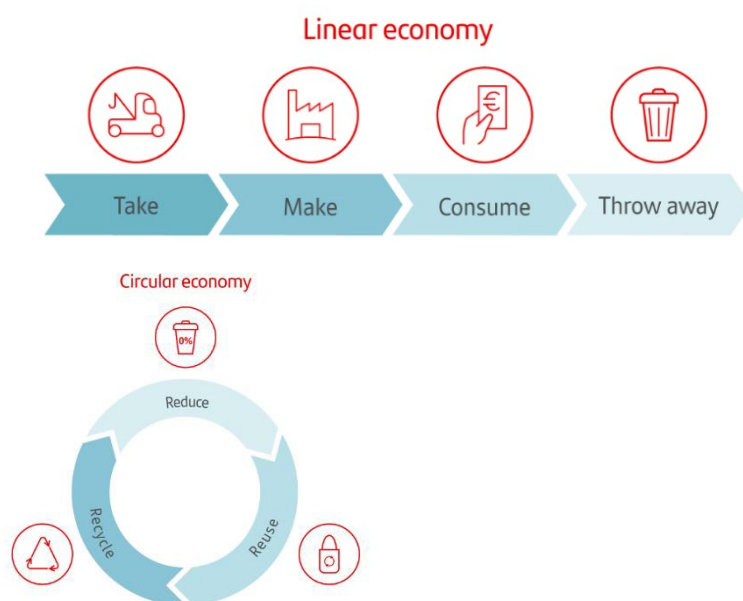 Linear economy
€
Take Make Consume Throw away
Circular economy
0%
Reduce
Recycle
Reuse